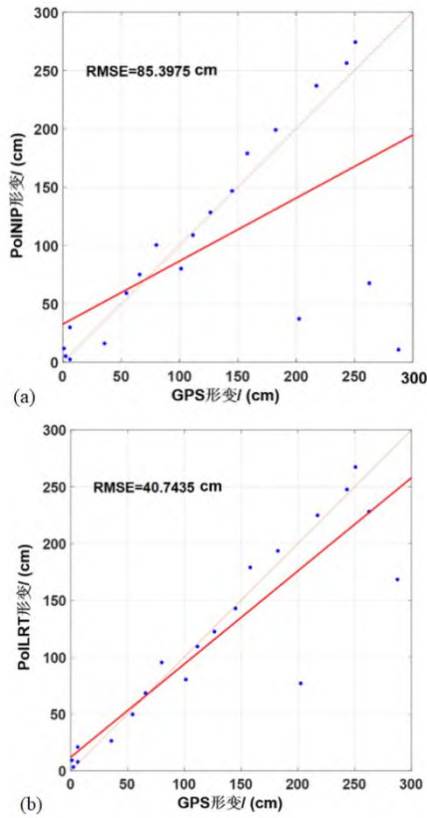 300
250
200
150
100
50
0
RMSE=85.3975 cm
PolNIP形变/ (cm)
0 50 100 150 200 250 300
GPS形变/ (cm)
(a)
300
250
200
150
100
50
0
RMSE=40.7435 cm
PolLRT形变/ (cm)
0 50 100 150 200 250 300
GPS形变/ (cm)
(b)